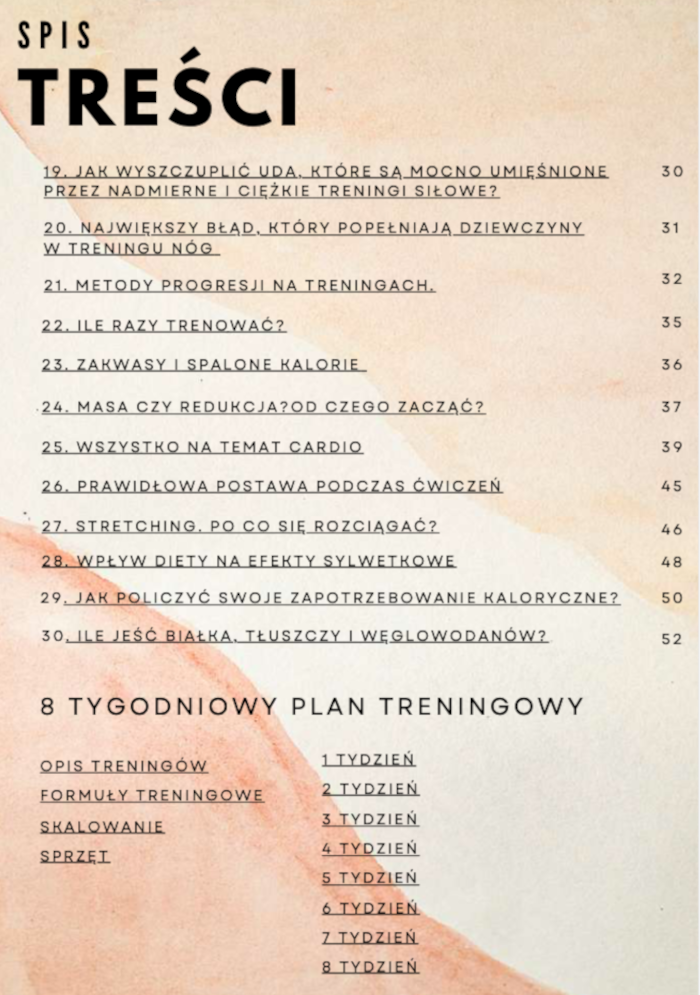 SPIS
TREŚCI
19. JAK WYSZCZUPLIĆ UDA, KTÓRE SĄ MOCNO UMIĘŚNIONE 30
PRZEZ NADMIERNE I CIĘŻKIE TRENINGI SIŁOWE?
20. NAJWIĘKSZY BŁĄD, KTÓRY POPEŁNIAJĄ DZIEWCZYNY 31
W TRENINGU NÓG
21. METODY PROGRESJI NA TRENINGACH. 32
22. ILE RAZY TRENOWAĆ? 35
23. ZAKWASY I SPALONE KALORIE 36
24. MASA CZY REDUKCJA?OD CZEGO ZACZĄĆ? 37
25. WSZYSTKO NA TEMAT CARDIO 39
26. PRAWIDŁOWA POSTAWA PODCZAS ĆWICZEŃ 45
27. STRETCHING. PO CO SIĘ ROZCIĄGAĆ? 46
28. WPŁYW DIETY NA EFEKTY SYLWETKOWE 48
29. JAK POLICZYĆ SWOJE ZAPOTRZEBOWANIE KALORYCZNE? 50
30. ILE JEŚĆ BIAŁKA, TŁUSZCZY I WĘGLOWODANÓW? 52
8 TYGODNIOWY PLAN TRENINGOWY
OPIS TRENINGÓW
FORMUŁY TRENINGOWE
SKALOWANIE
SPRZĘT
1 TYDZIEŃ
2 TYDZIEŃ
3 TYDZIEŃ
4 TYDZIEŃ
5 TYDZIEŃ
6 TYDZIEŃ
7 TYDZIEŃ
8 TYDZIEŃ